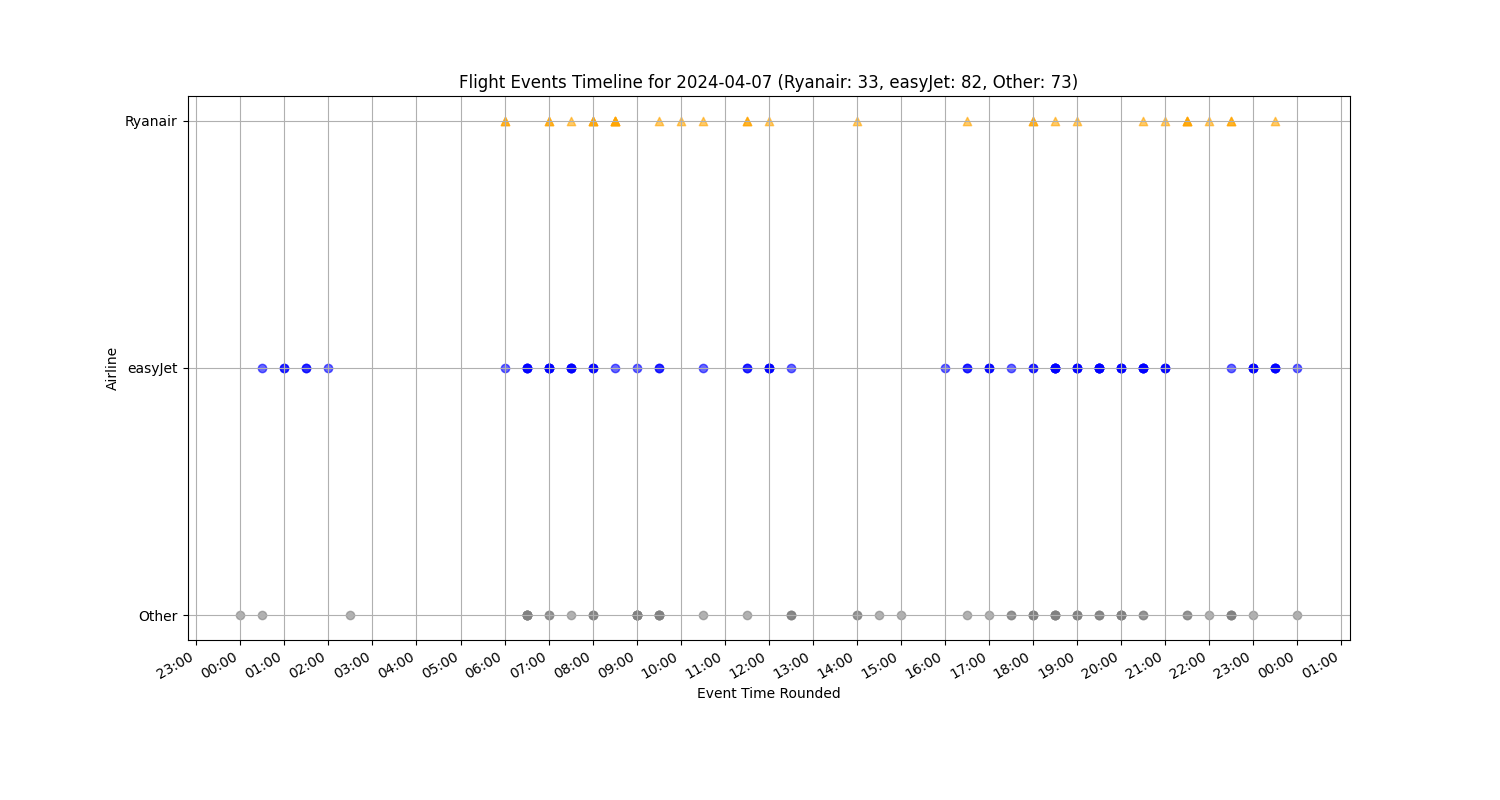 Flight Events Timeline for 2024-04-07 (Ryanair: 33, easyJet: 82, Other: 73)
Ryanair
easyJet
Other
Airline
23:00 00:00 01:00 02:00 03:00 04:00 05:00 06:00 07:00 08:00 09:00 10:00 11:00 12:00 13:00 14:00 15:00 16:00 17:00 18:00 19:00 20:00 21:00 22:00 23:00 00:00 01:00
Event Time Rounded